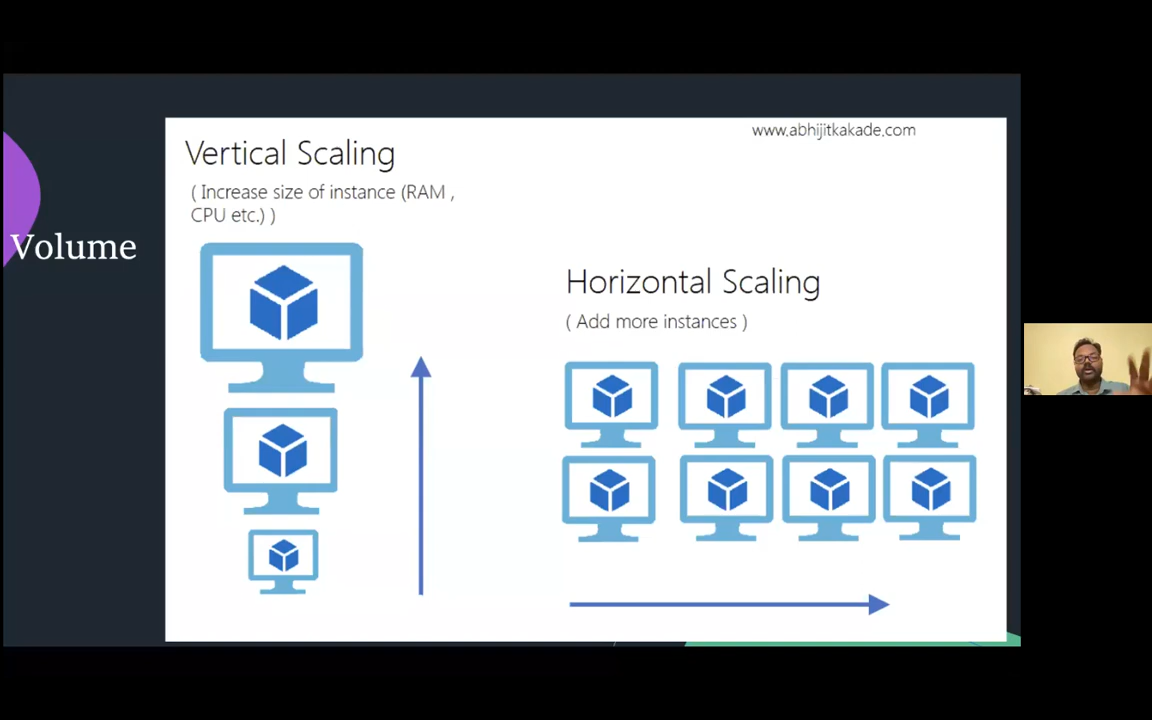 www.abhijitkakade.com
Vertical Scaling
( Increase size of instance (RAM ,
CPU etc.) )
Volume
Horizontal Scaling
( Add more instances )